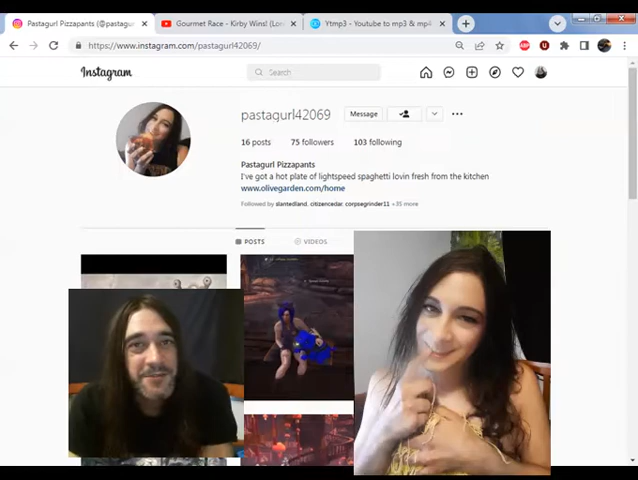 Pastagurl Pizzapants (@pastagu
Gourmet Race - Kirby Wins! (Lon
Ytmp3 - Youtube to mp3 & mp4
https://www.instagram.com/pastagurl42069/
Instagram
Search
pastagurl42069
Message
16 posts 75 followers 103 following
Pastagurl Pizzapants
I've got a hot plate of lightspeed spaghetti lovin fresh from the kitchen
www.olivegarden.com/home
Followed by slantedland, citizencedar, corpsegrinder11 +35 more
POSTS VIDEOS